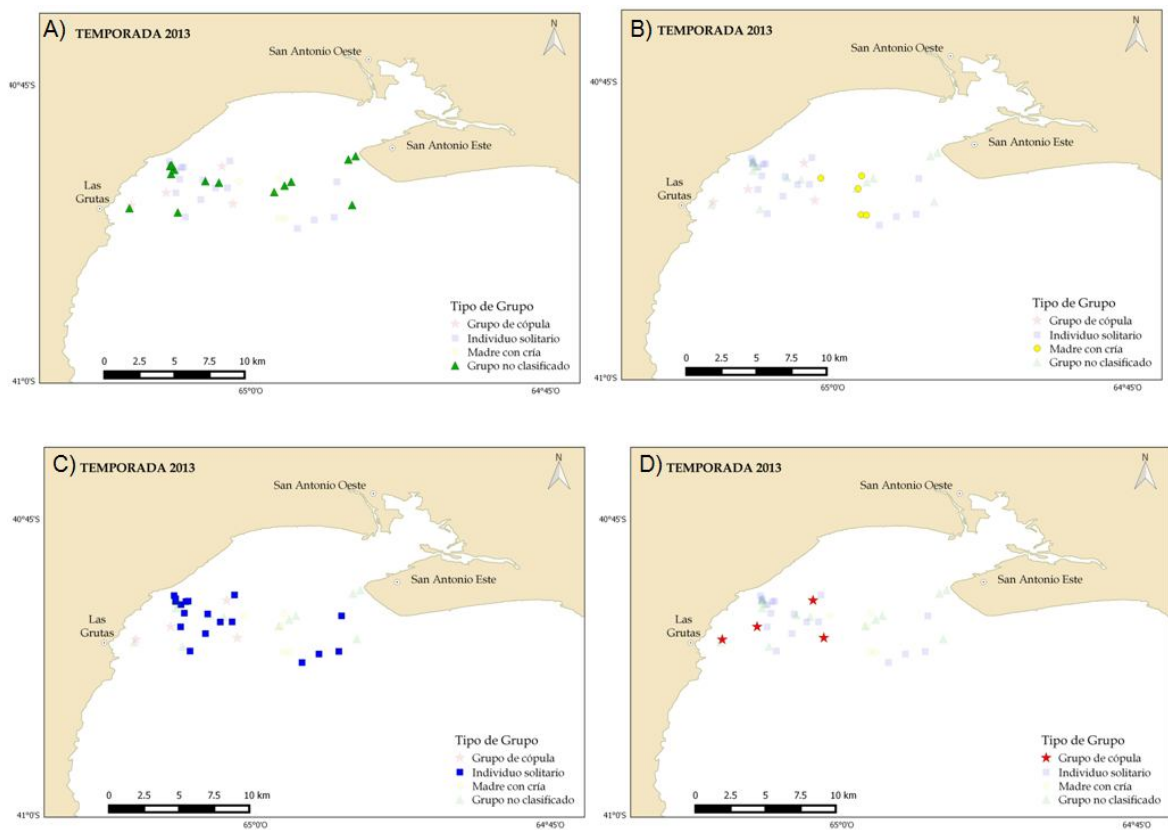 A) TEMPORADA 2013
N
San Antonio Oeste
40°45'S
San Antonio Este
Las
Grutas
Tipo de Grupo
Grupo de cópula
Individuo solitario
Madre con cría
Grupo no clasificado
0 2.5 5 7.5 10 km
41°0'S
65°0'O 64°45'O
B) TEMPORADA 2013
N
San Antonio Oeste
40°45'S
San Antonio Este
Las
Grutas
Tipo de Grupo
Grupo de cópula
Individuo solitario
Madre con cría
Grupo no clasificado
0 2.5 5 7.5 10 km
41°0'S
65°0'O 64°45'O
C) TEMPORADA 2013
N
San Antonio Oeste
40°45'S
San Antonio Este
Las
Grutas
Tipo de Grupo
Grupo de cópula
Individuo solitario
Madre con cría
Grupo no clasificado
0 2.5 5 7.5 10 km
41°0'S
65°0'O 64°45'O
D) TEMPORADA 2013
N
San Antonio Oeste
40°45'S
San Antonio Este
Las
Grutas
Tipo de Grupo
Grupo de cópula
Individuo solitario
Madre con cría
Grupo no clasificado
0 2.5 5 7.5 10 km
41°0'S
65°0'O 64°45'O